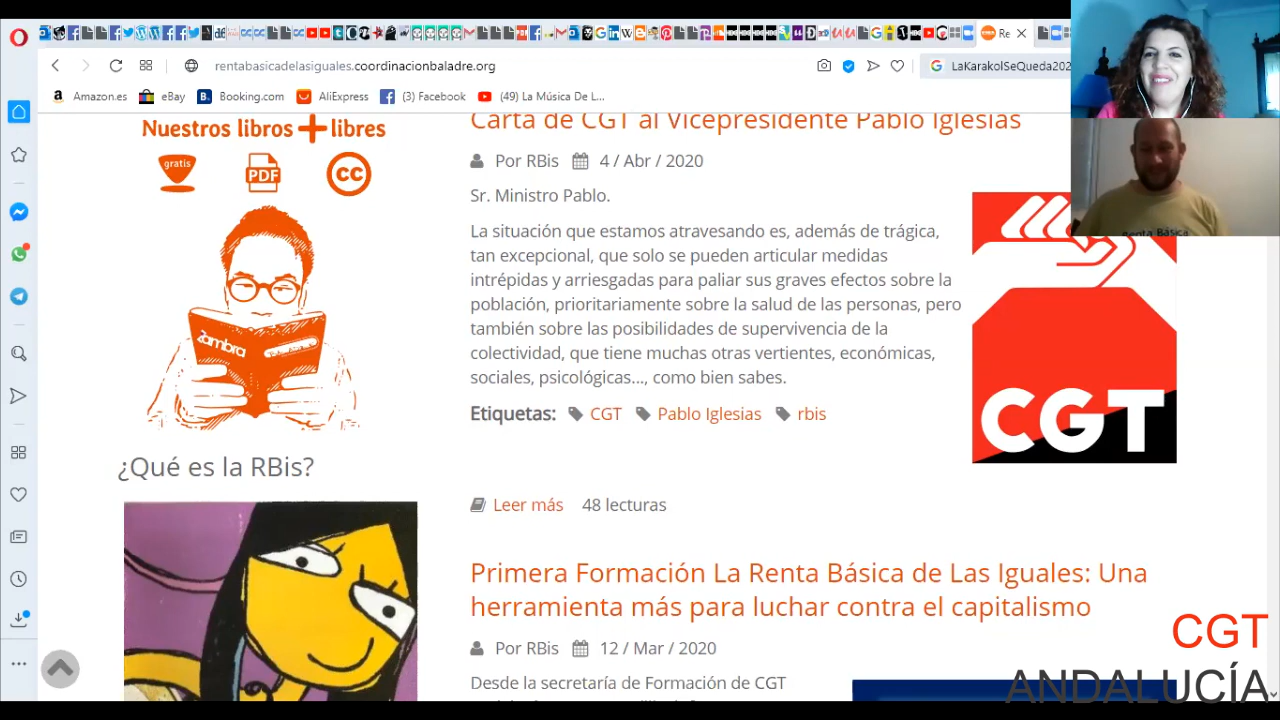 rentabasicadelasiguales.coordinacionbaladre.org
LaKarakolSeQueda202
Amazon.es
eBay
Booking.com
AliExpress
(3) Facebook
(49) La Música De L...
Nuestros libros + libres
gratis
PDF
CC
Zambra
¿Qué es la RBis?
Carta de CGT al Vicepresidente Pablo Iglesias
Por RBis 4 / Abr / 2020
Sr. Ministro Pablo.
La situación que estamos atravesando es, además de trágica,
tan excepcional, que solo se pueden articular medidas
intrépidas y arriesgadas para paliar sus graves efectos sobre la
población, prioritariamente sobre la salud de las personas, pero
también sobre las posibilidades de supervivencia de la
colectividad, que tiene muchas otras vertientes, económicas,
sociales, psicológicas..., como bien sabes.
Etiquetas: CGT Pablo Iglesias rbis
CGT
Leer más 48 lecturas
Primera Formación La Renta Básica de Las Iguales: Una
herramienta más para luchar contra el capitalismo
Por RBis 12 / Mar / 2020
Desde la secretaría de Formación de CGT
Renta Básica
CGT
ANDALUCÍA